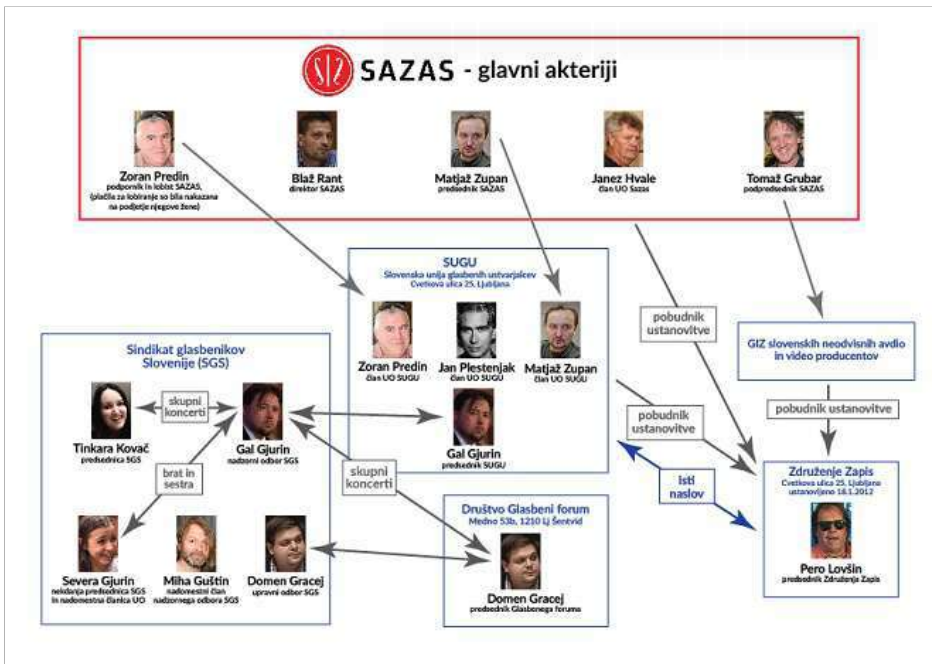 SAZAS - glavni akteriji
Zoran Predin
podpornik in lobist SAZAS,
(plačila za lobiranje so bila nakazana
na podjetje njegove žene)
Blaž Rant
direktor SAZAS
Matjaž Zupan
predsednik SAZAS
Janez Hvale
član UO Sazas
Tomaž Grubar
podpredsednik SAZAS
SUGU
Slovenska unija glasbenih ustvarjalcev
Cvetkova ulica 25, Ljubljana
Zoran Predin
član UO SUGU
Jan Plestenjak
član UO SUGU
Matjaž Zupan
član UO SUGU
Gal Gjurin
predsednik SUGU
pobudnik
ustanovitve
GIZ slovenskih neodvisnih avdio
in video producentov
pobudnik ustanovitve
pobudnik
ustanovitve
Sindikat glasbenikov
Slovenije (SGS)
Tinkara Kovač
predsednica SGS
skupni
koncerti
Gal Gjurin
nadzorni odbor SGS
brat in
sestra
Severa Gjurin
nekdanja predsednica SGS
in nadomestna članica UO
Miha Guštin
nadomestni član
nadzornega odbora SGS
Domen Gracej
upravni odbor SGS
skupni
koncerti
Društvo Glasbeni forum
Medno 53b, 1210 Lj Šentvid
Domen Gracej
predsednik Glasbenega foruma
isti
naslov
Združenje Zapis
Cvetkova ulica 25, Ljubljana
ustanovljeno 18.1.2012
Pero Lovšin
predsednik Združenja Zapis